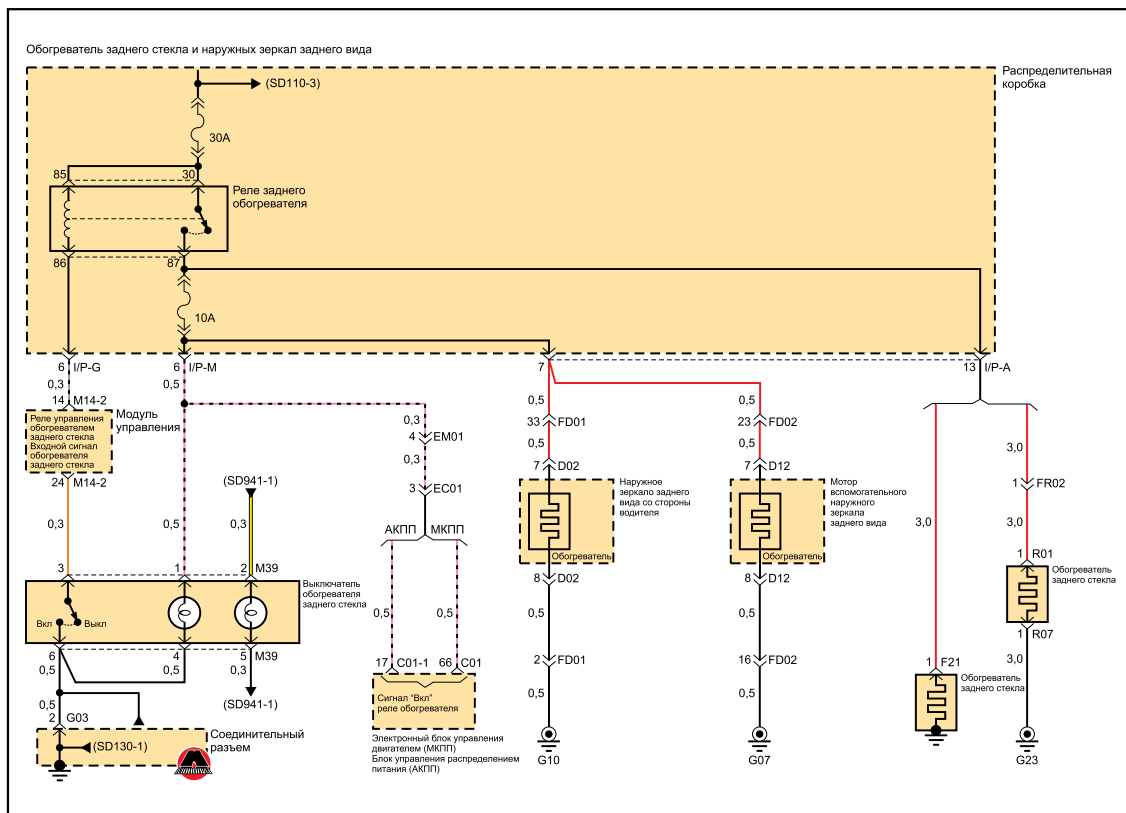 Обогреватель заднего стекла и наружных зеркал заднего вида
Распределительная
коробка
(SD110-3)
30A
85
30
Реле заднего
обогревателя
86
87
10A
6
I/P-G
6
I/P-M
7
13
I/P-A
0,3
0,5
14
M14-2
Модуль
управления
Реле управления
обогревателем
заднего стекла
Входной сигнал
обогревателя
заднего стекла
24
M14-2
(SD941-1)
0,3
0,5
0,3
3
1
2
M39
Выключатель
обогревателя
заднего стекла
Вкл
Выкл
6
4
5
M39
0,5
0,5
0,3
(SD941-1)
0,5
2
G03
(SD130-1)
Соединительный
разъем
0,3
4
EM01
0,3
3
EC01
АКПП
МКПП
0,5
0,5
17
C01-1
66
C01
Сигнал "Вкл"
реле обогревателя
Электронный блок управления
двигателем (МКПП)
Блок управления распределением
питания (АКПП)
0,5
33
FD01
0,5
7
D02
Наружное
зеркало заднего
вида со стороны
водителя
Обогреватель
8
D02
0,5
2
FD01
0,5
G10
0,5
23
FD02
0,5
7
D12
Мотор
вспомогательного
наружного
зеркала
заднего вида
Обогреватель
8
D12
0,5
16
FD02
0,5
G07
3,0
1
F21
Обогреватель
заднего стекла
3,0
1
FR02
3,0
1
R01
Обогреватель
заднего стекла
1
R07
3,0
G23